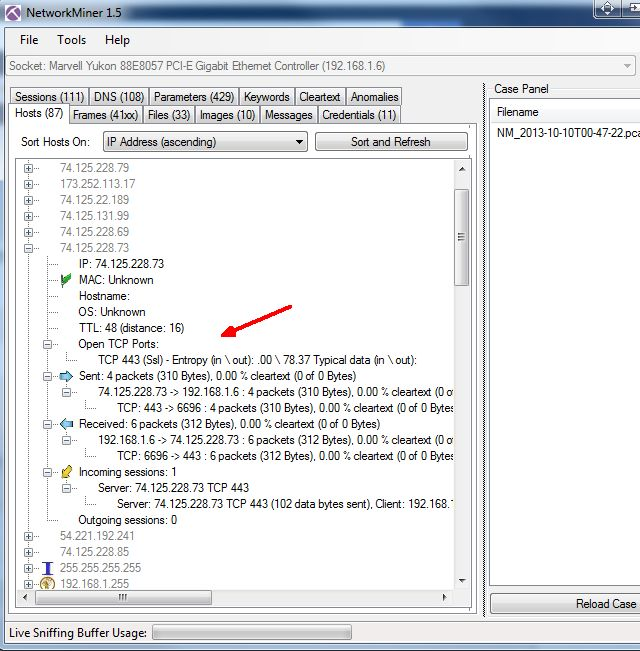 NetworkMiner 1.5
File Tools Help
Socket: Marvell Yukon 88E8057 PCI-E Gigabit Ethernet Controller (192.168.1.6)
Case Panel
Sessions (111) DNS (108) Parameters (429) Keywords Cleartext Anomalies
Hosts (87) Frames (41xx) Files (33) Images (10) Messages Credentials (11)
Filename
Sort Hosts On: IP Address (ascending) Sort and Refresh
NM_2013-10-10T00-47-22.pca
74.125.228.79
173.252.113.17
74.125.22.189
74.125.131.99
74.125.228.69
74.125.228.73
IP: 74.125.228.73
MAC: Unknown
Hostname:
OS: Unknown
TTL: 48 (distance: 16)
Open TCP Ports:
TCP 443 (Ssl) - Entropy (in \ out): .00 \ 78.37 Typical data (in \ out):
Sent: 4 packets (310 Bytes), 0.00 % cleartext (0 of 0 Bytes)
74.125.228.73 -> 192.168.1.6 : 4 packets (310 Bytes), 0.00 % cleartext (0 o
TCP: 443 -> 6696 : 4 packets (310 Bytes), 0.00 % cleartext (0 of 0 Bytes
Received: 6 packets (312 Bytes), 0.00 % cleartext (0 of 0 Bytes)
192.168.1.6 -> 74.125.228.73 : 6 packets (312 Bytes), 0.00 % cleartext (0 o
TCP: 6696 -> 443 : 6 packets (312 Bytes), 0.00 % cleartext (0 of 0 Bytes
Incoming sessions: 1
Server: 74.125.228.73 TCP 443
Server: 74.125.228.73 TCP 443 (102 data bytes sent), Client: 192.168.1
Outgoing sessions: 0
54.221.192.241
74.125.228.85
255.255.255.255
192.168.1.255
Reload Case
Live Sniffing Buffer Usage: